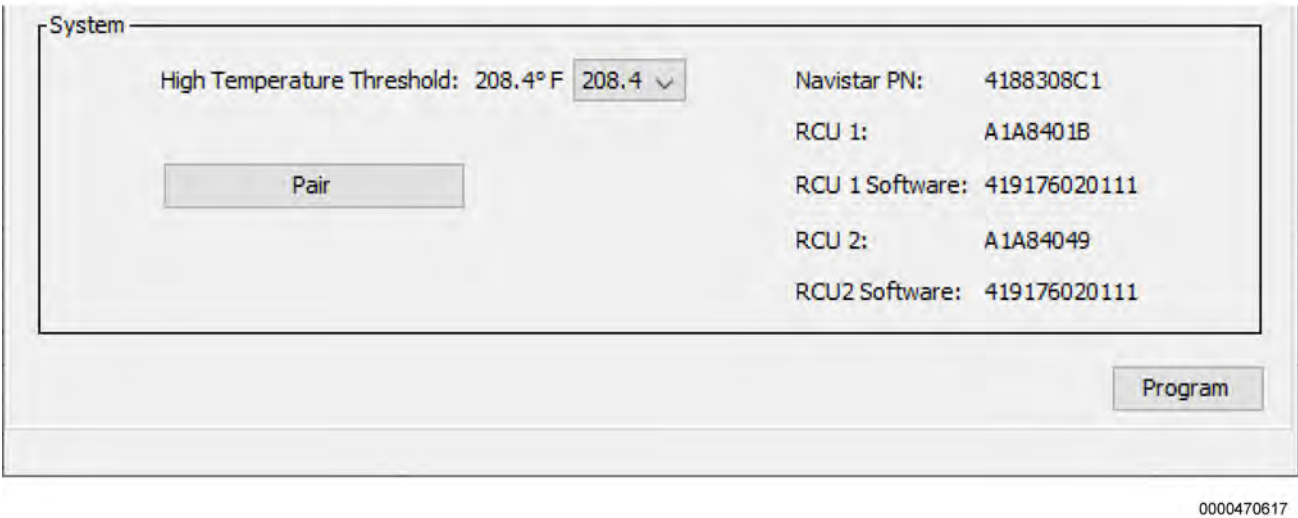 System
High Temperature Threshold: 208.4° F 208.4
Navistar PN: 4188308C1
RCU 1: A1A8401B
Pair
RCU 1 Software: 419176020111
RCU 2: A1A84049
RCU2 Software: 419176020111
Program
0000470617